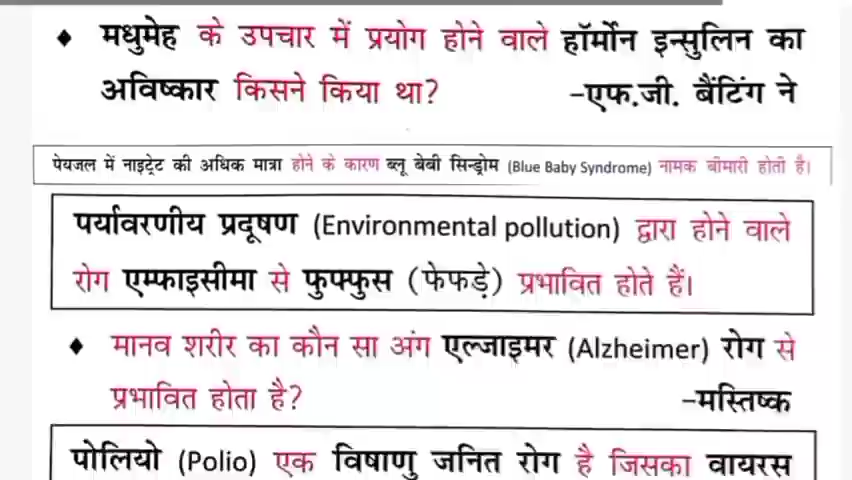 ♦ मधुमेह के उपचार में प्रयोग होने वाले हॉर्मोन इन्सुलिन का
अविष्कार किसने किया था? -एफ.जी. बैंटिंग ने
पेयजल में नाइट्रेट की अधिक मात्रा होने के कारण ब्लू बेबी सिन्ड्रोम (Blue Baby Syndrome) नामक बीमारी होती है।
पर्यावरणीय प्रदूषण (Environmental pollution) द्वारा होने वाले
रोग एम्फाइसीमा से फुफ्फुस (फेफड़े) प्रभावित होते हैं।
♦ मानव शरीर का कौन सा अंग एल्जाइमर (Alzheimer) रोग से
प्रभावित होता है? -मस्तिष्क
पोलियो (Polio) एक विषाणु जनित रोग है जिसका वायरस